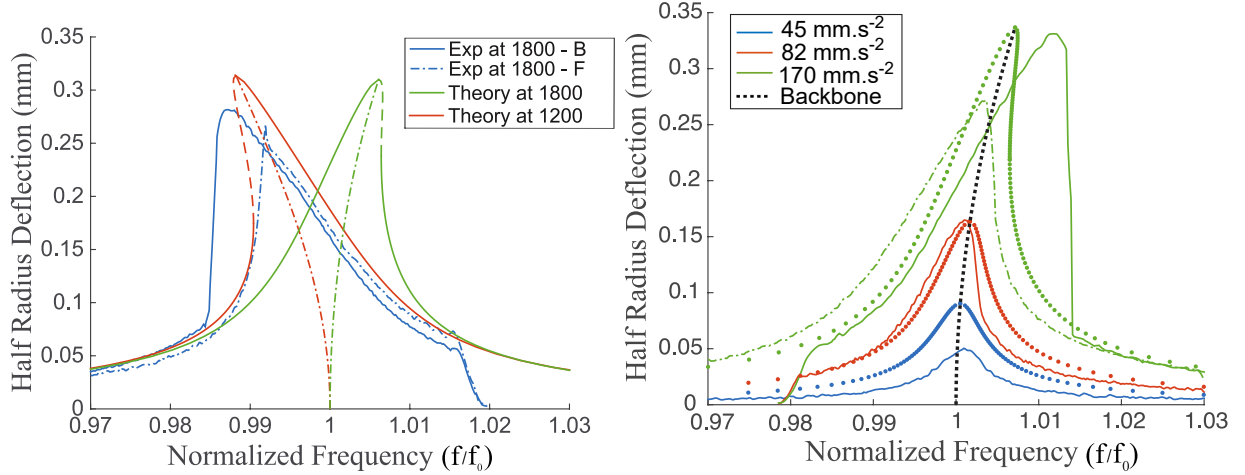 0.35
0.3
0.25
0.2
0.15
0.1
0.05
0
Half Radius Deflection (mm)
Exp at 1800 - B
Exp at 1800 - F
Theory at 1800
Theory at 1200
0.97 0.98 0.99 1.0 1.01 1.02 1.03
Normalized Frequency (f/f₀)
0.35
0.3
0.25
0.2
0.15
0.1
0.05
0
Half Radius Deflection (mm)
45 mm.s⁻²
82 mm.s⁻²
170 mm.s⁻²
Backbone
0.97 0.98 0.99 1 1.01 1.02 1.03
Normalized Frequency (f/f₀)